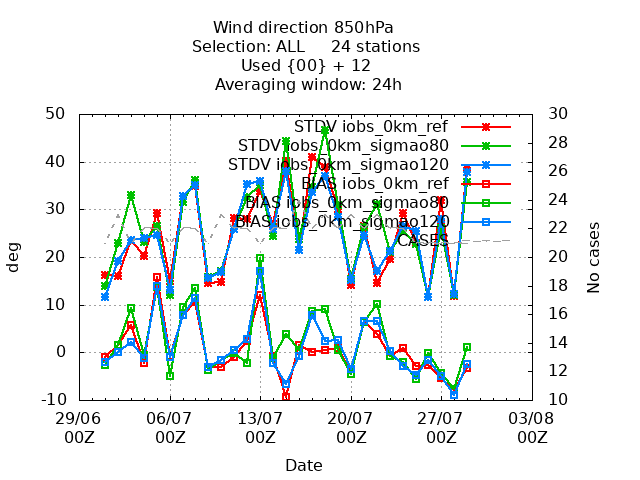 Wind direction 850hPa
Selection: ALL 24 stations
Used {00} + 12
Averaging window: 24h
50 30
STDV iobs_0km_ref
28
STDV iobs_0km_sigmao80
40 26
STDV iobs_0km_sigmao120
BIAS iobs_0km_ref
24
BIAS iobs_0km_sigmao80
30
BIAS iobs_0km_sigmao120
22
CASES
20 20
deg
No cases
18
10
16
0 14
12
-10 10
29/06 06/07 13/07 20/07 27/07 03/08
00Z 00Z 00Z 00Z 00Z 00Z
Date